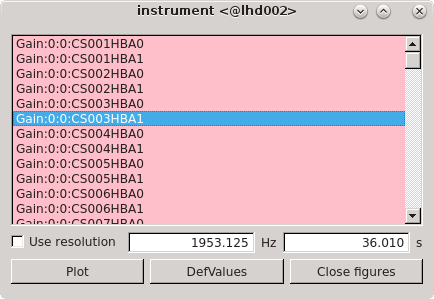 instrument <@lhd002>
Gain:0:0:CS001HBA0
Gain:0:0:CS001HBA1
Gain:0:0:CS002HBA0
Gain:0:0:CS002HBA1
Gain:0:0:CS003HBA0
Gain:0:0:CS003HBA1
Gain:0:0:CS004HBA0
Gain:0:0:CS004HBA1
Gain:0:0:CS005HBA0
Gain:0:0:CS005HBA1
Gain:0:0:CS006HBA0
Gain:0:0:CS006HBA1
Gain:0:0:CS007HBA0
Use resolution 1953.125 Hz 36.010 s
Plot DefValues Close figures